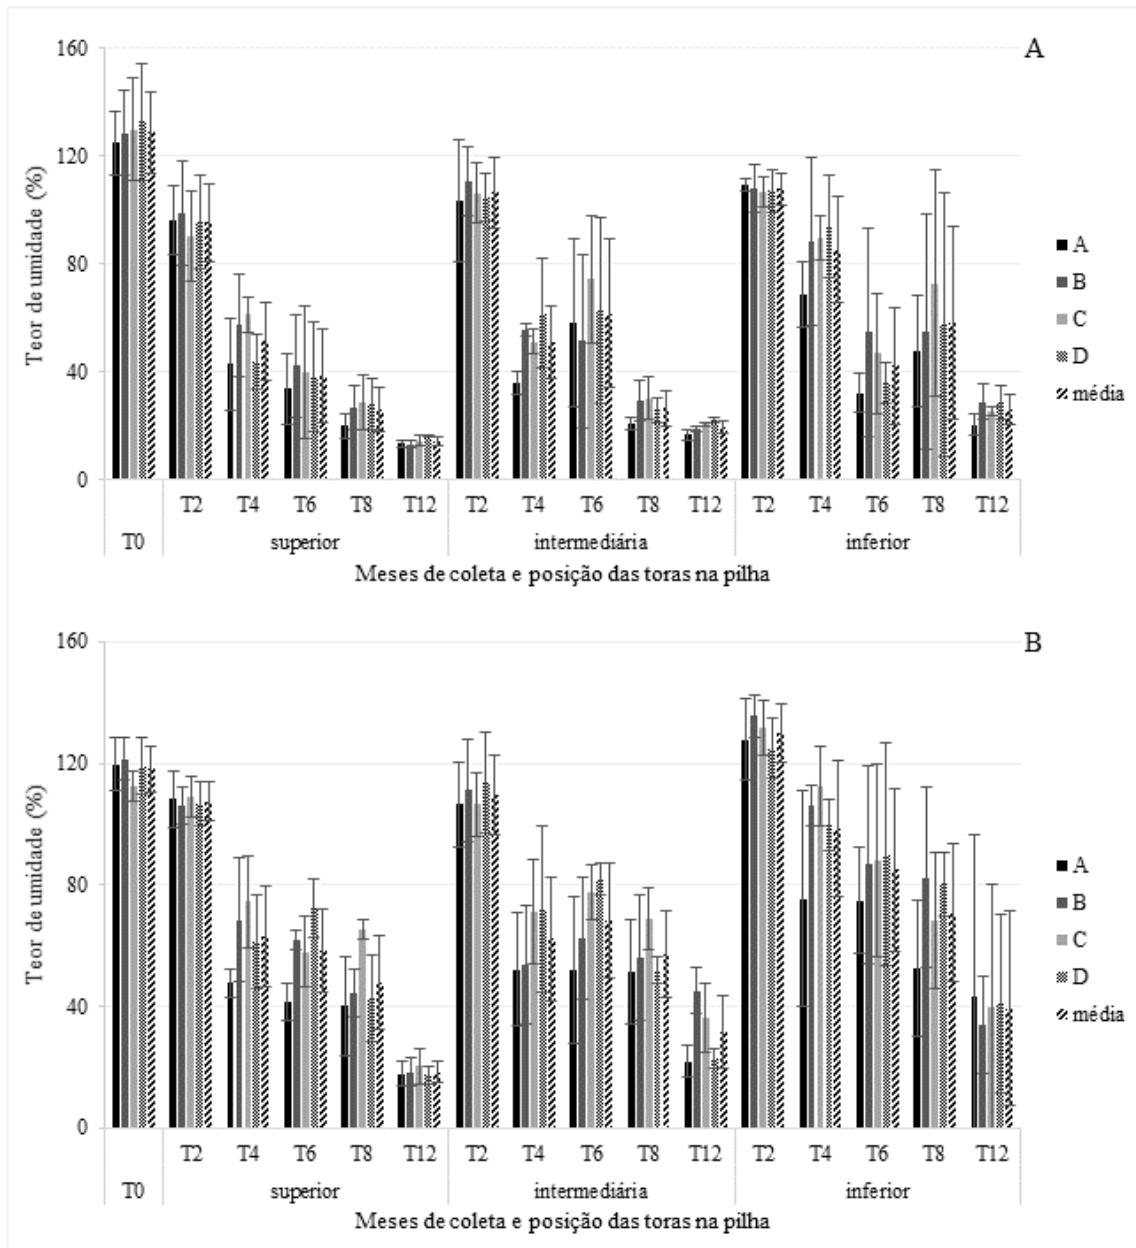 A
160
120
80
40
0
Teor de umidade (%)
T2 T4 T6 T8 T12 T2 T4 T6 T8 T12 T2 T4 T6 T8 T12
T0 superior intermediária inferior
Meses de coleta e posição das toras na pilha
A
B
C
D
média
B
160
120
80
40
0
Teor de umidade (%)
T2 T4 T6 T8 T12 T2 T4 T6 T8 T12 T2 T4 T6 T8 T12
T0 superior intermediária inferior
Meses de coleta e posição das toras na pilha
A
B
C
D
média